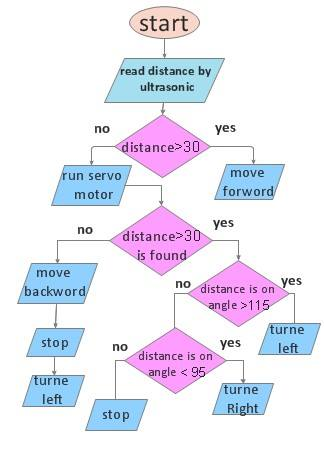 start
read distance by
ultrasonic
no
yes
distance>30
run servo
motor
move
forword
no
yes
distance>30
is found
move
backword
distance is on
angle >115
yes
no
stop
turne
left
no
distance is on
angle < 95
yes
turne
left
stop
turne
Right